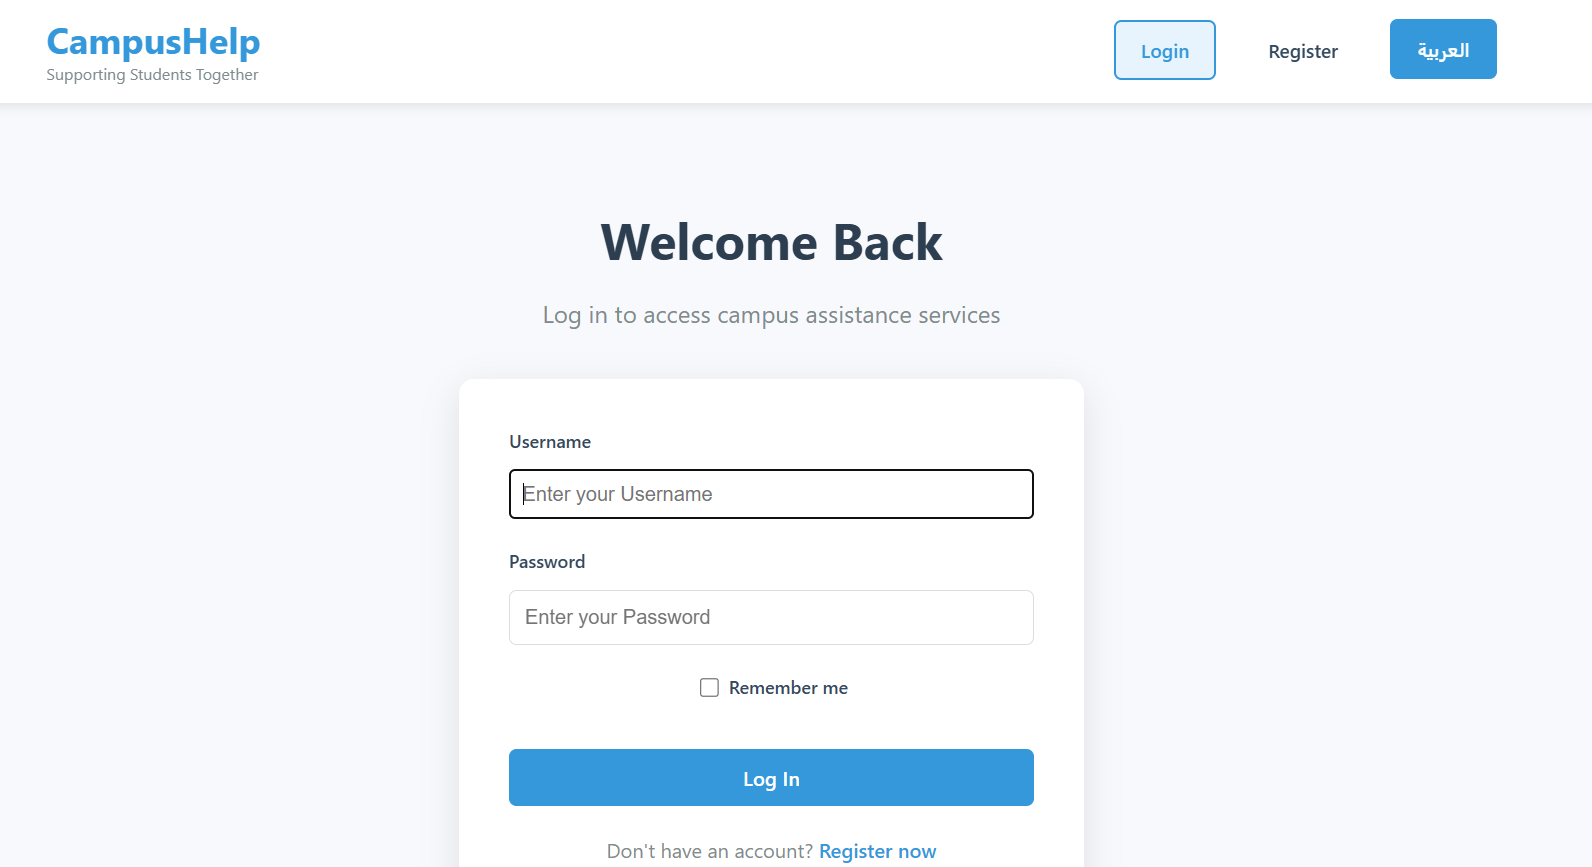 CampusHelp
Supporting Students Together
Login
Register
العربية
Welcome Back
Log in to access campus assistance services
Username
Enter your Username
Password
Enter your Password
Remember me
Log In
Don't have an account? Register now